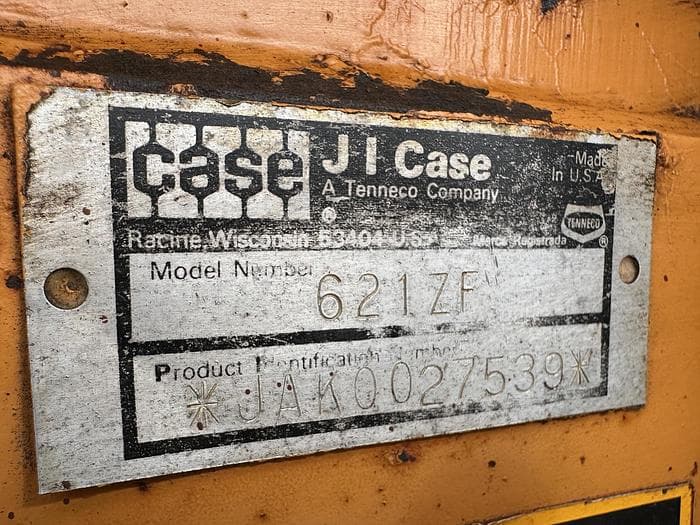 case
J I Case
A Tenneco Company
Made
In U.S.A.
TENNECO
®
®
Racine, Wisconsin 53404 U.S.
Marca Registrada
Model Number
621ZF
Product Identification Number
*JAK0027539*